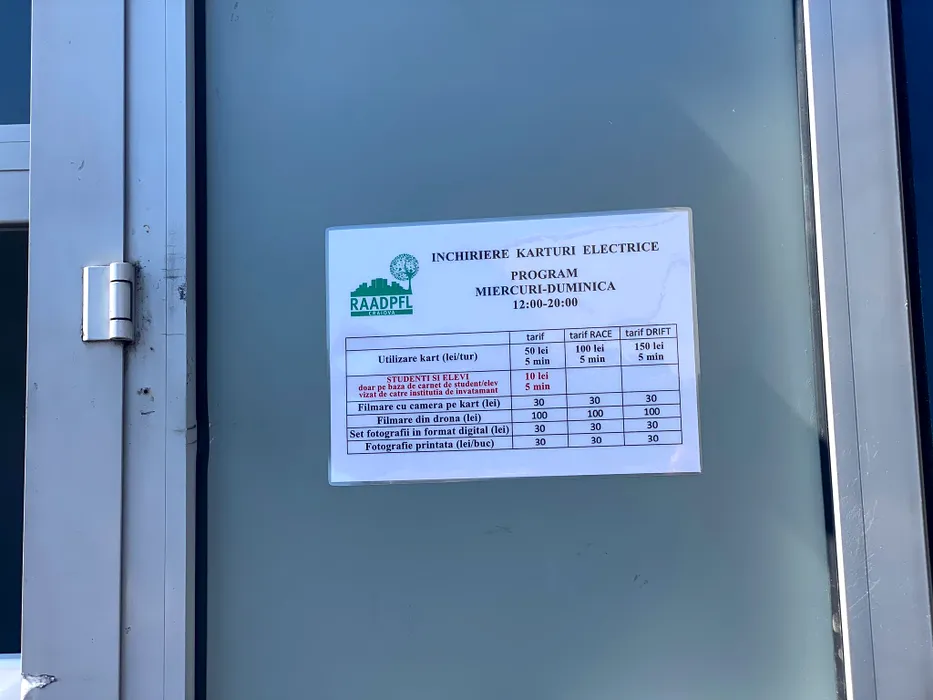 INCHIRIERE KARTURI ELECTRICE
PROGRAM
MIERCURI-DUMINICA
12:00-20:00
RAADPFL
CRAIOVA
tarif tarif RACE tarif DRIFT
Utilizare kart (lei/tur) 50 lei 5 min 100 lei 5 min 150 lei 5 min
STUDENTI SI ELEVI
doar pe baza de carnet de student/elev
vizat de catre institutia de invatamant 10 lei 5 min
Filmare cu camera pe kart (lei) 30 30 30
Filmare din drona (lei) 100 100 100
Set fotografii in format digital (lei) 30 30 30
Fotografie printata (lei/buc) 30 30 30